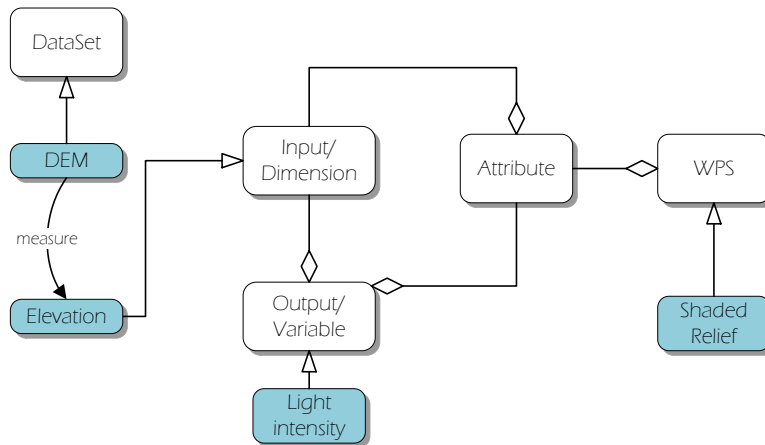 DataSet
DEM
measure
Elevation
Input/
Dimension
Output/
Variable
Light
intensity
Attribute
WPS
Shaded
Relief